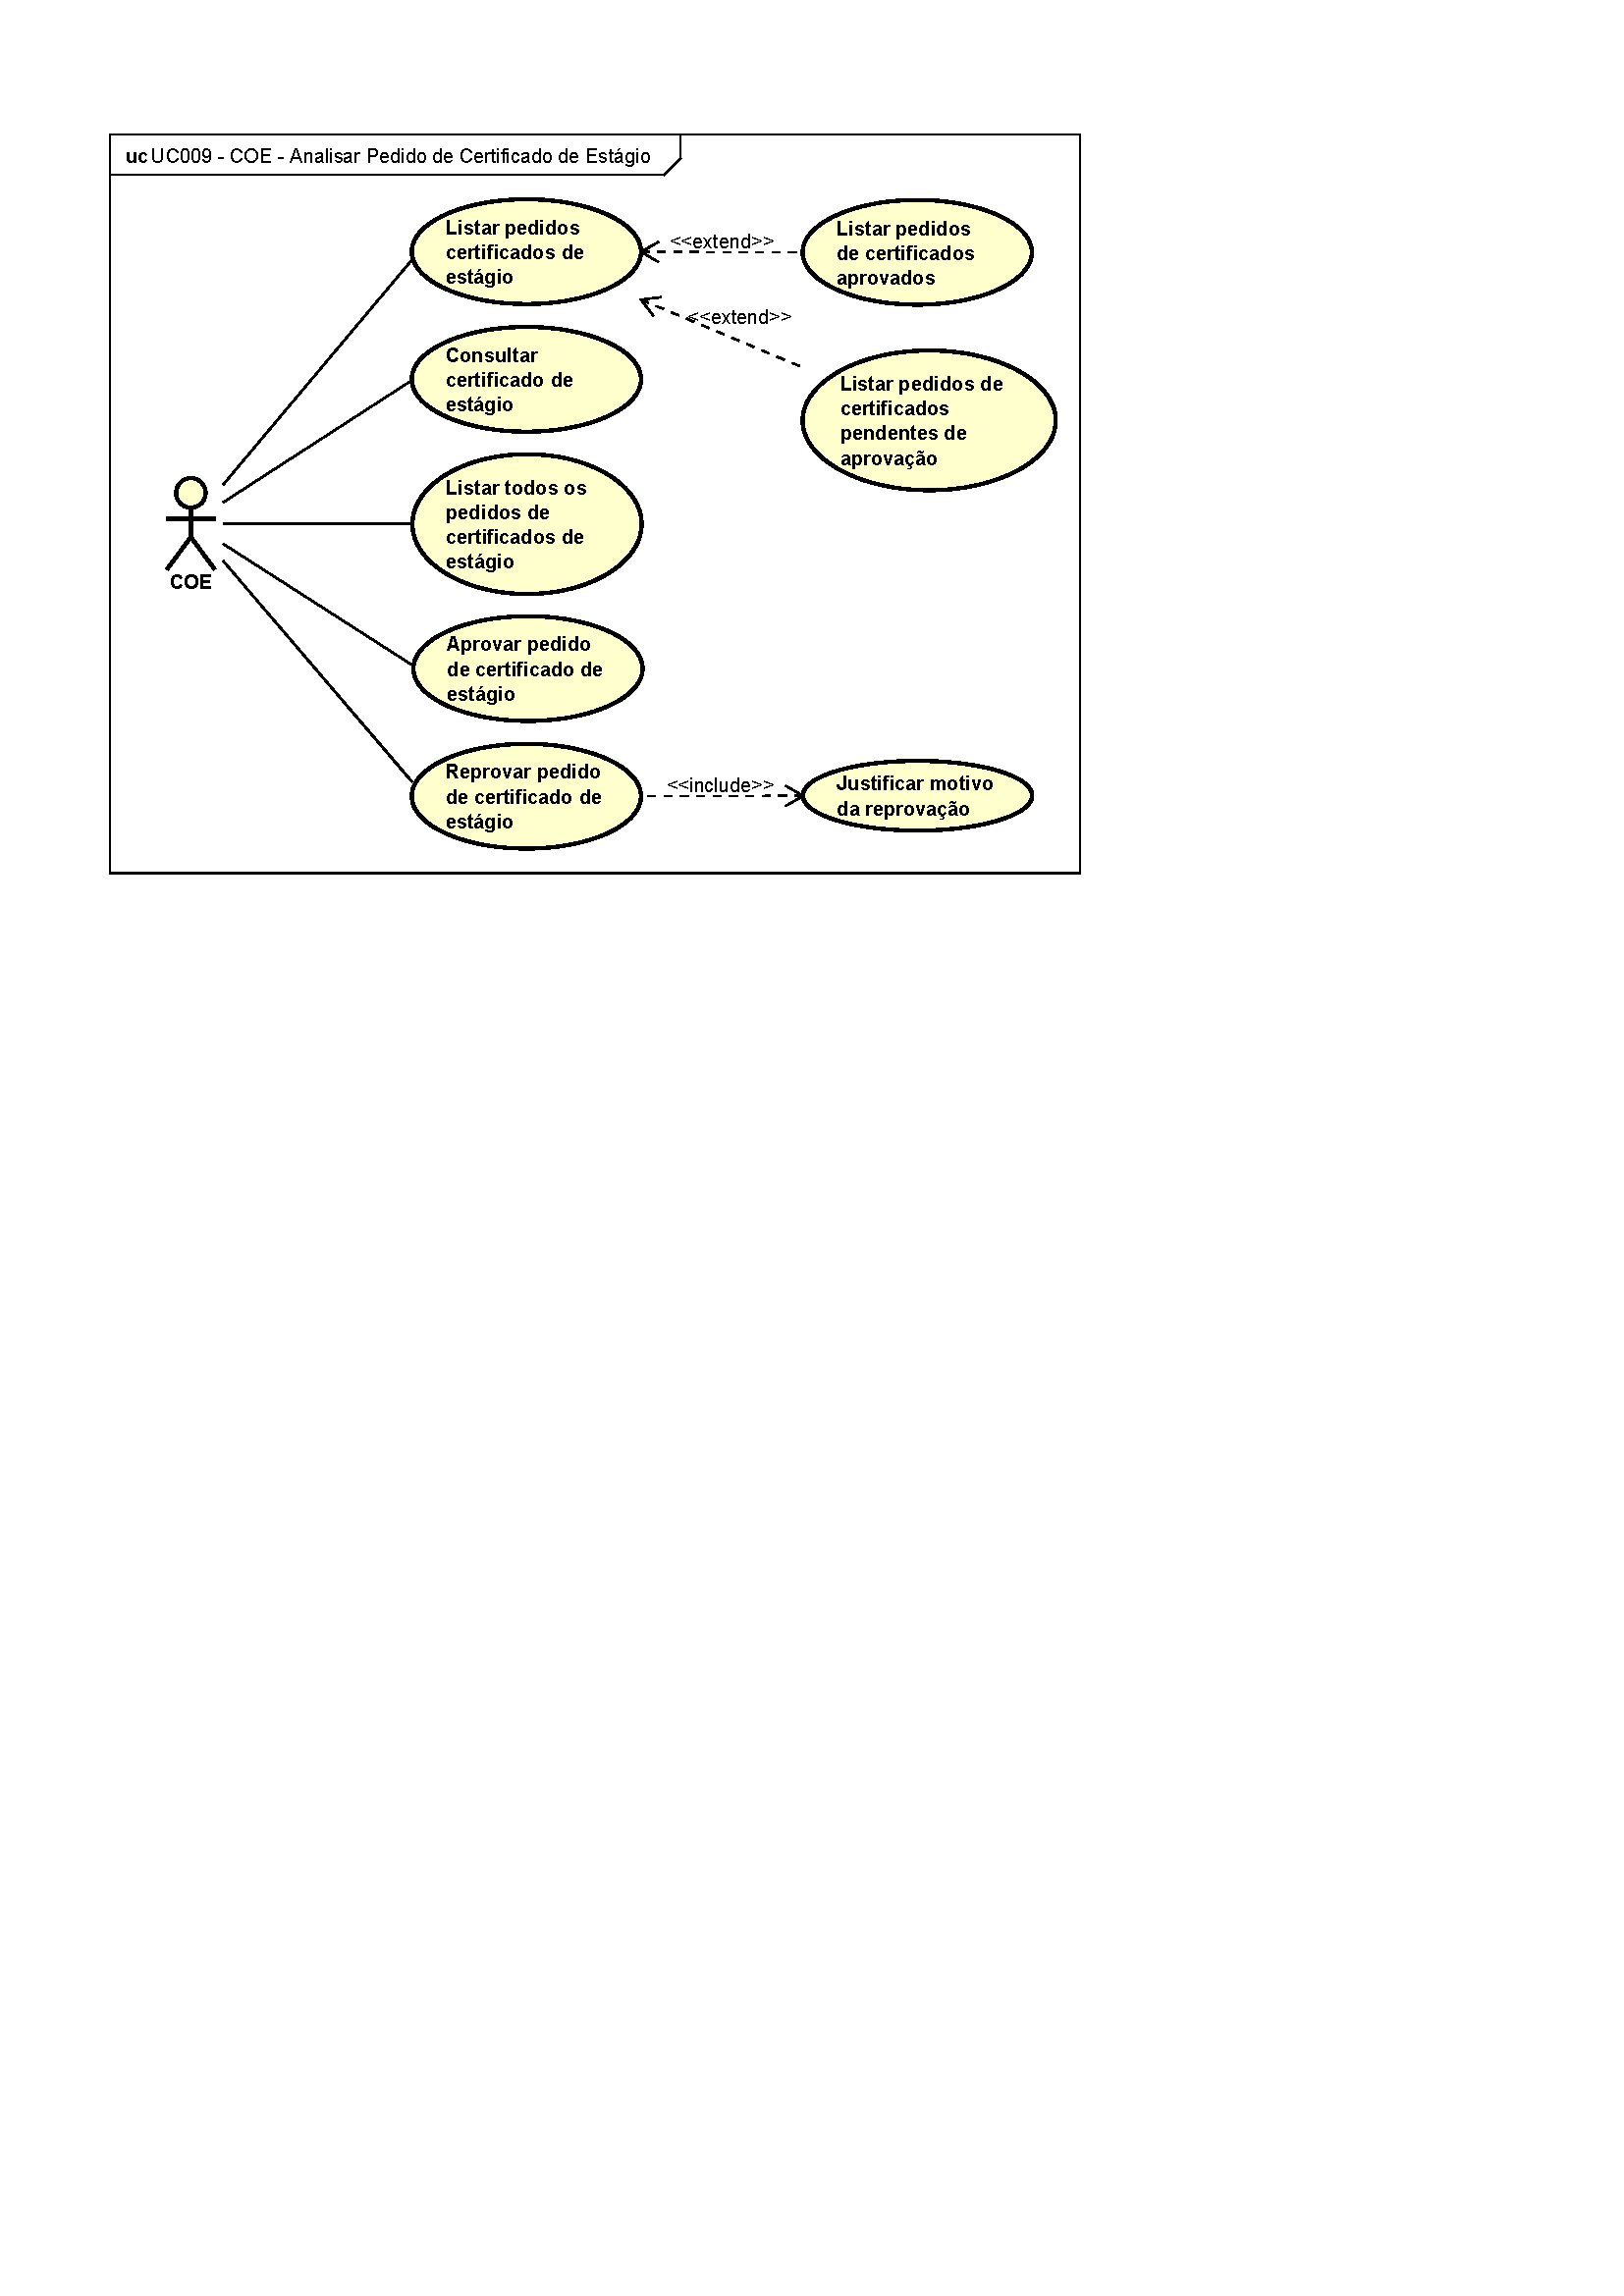 uc UC009 - COE - Analisar Pedido de Certificado de Estágio
Listar pedidos
certificados de
estágio
<<extend>>
Listar pedidos
de certificados
aprovados
<<extend>>
Consultar
certificado de
estágio
Listar pedidos de
certificados
pendentes de
aprovação
Listar todos os
pedidos de
certificados de
estágio
COE
Aprovar pedido
de certificado de
estágio
Reprovar pedido
de certificado de
estágio
<<include>>
Justificar motivo
da reprovação